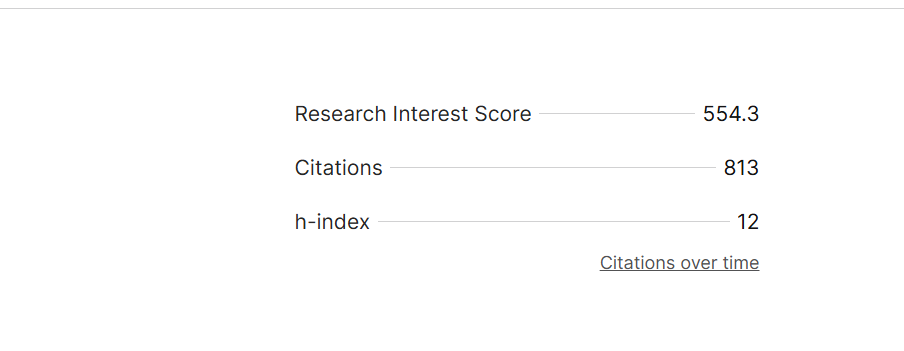 Research Interest Score 554.3
Citations 813
h-index 12
Citations over time